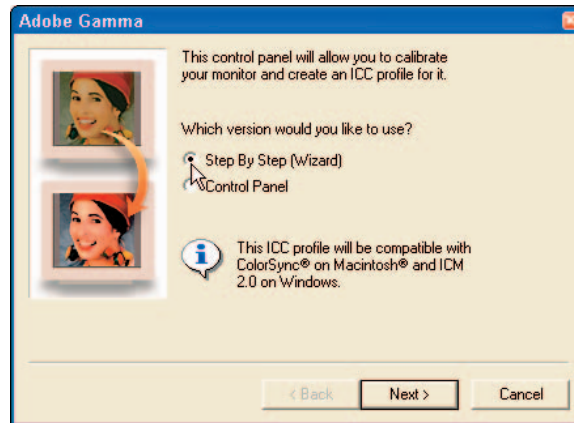 Adobe Gamma
This control panel will allow you to calibrate
your monitor and create an ICC profile for it.
Which version would you like to use?
Step By Step (Wizard)
Control Panel
This ICC profile will be compatible with
ColorSync® on Macintosh® and ICM
2.0 on Windows.
< Back
Next >
Cancel